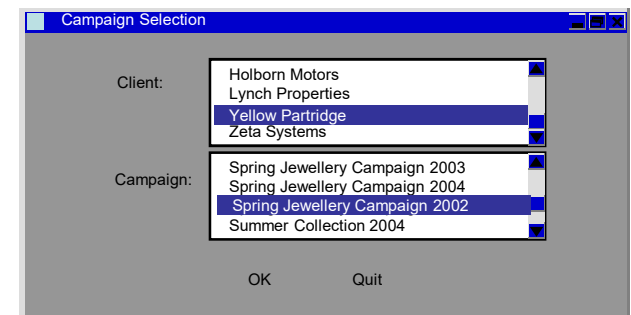 Campaign Selection
Client:
Holborn Motors
Lynch Properties
Yellow Partridge
Zeta Systems
Campaign:
Spring Jewellery Campaign 2003
Spring Jewellery Campaign 2004
Spring Jewellery Campaign 2002
Summer Collection 2004
OK Quit